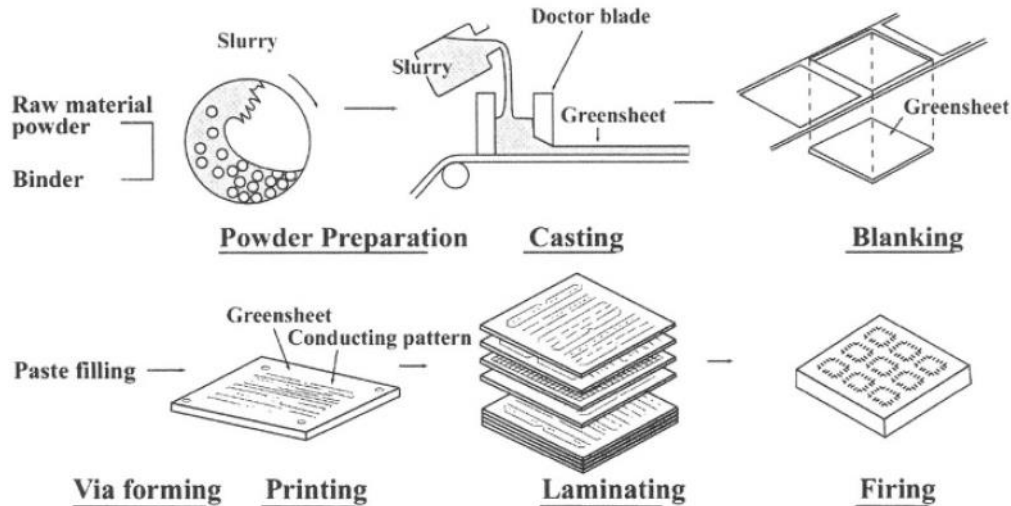 Slurry
Raw material
powder
Binder
Slurry
Doctor blade
Greensheet
Greensheet
Powder Preparation
Casting
Blanking
Paste filling
Greensheet
Conducting pattern
Via forming
Printing
Laminating
Firing